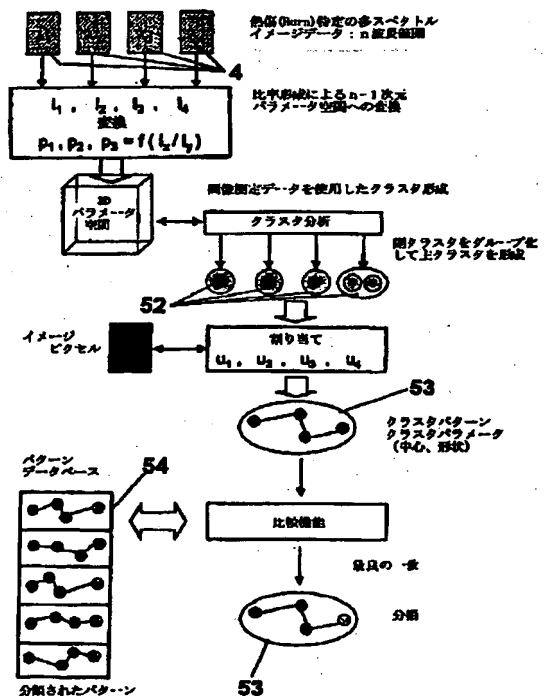 熱傷(Burn)特定の多スペクトル
イメージデータ：n波長範囲
4
比率形成によるn-1次元
パラメータ空間への変換
I₁, I₂, I₃, I₄
変換
p₁, p₂, p₃ = f(Iₓ/Iᵧ)
3D
パラメータ
空間
画像測定データを使用したクラスタ形成
クラスタ分析
副クラスタをグループ化
して上クラスタを形成
52
イメージ
ピクセル
割り当て
u₁, u₂, u₃, u₄
53
クラスタパターン
クラスタパラメータ
(中心、形状)
パターン
データベース
54
比較機能
最良の一致
分類
53
分類されたパターン